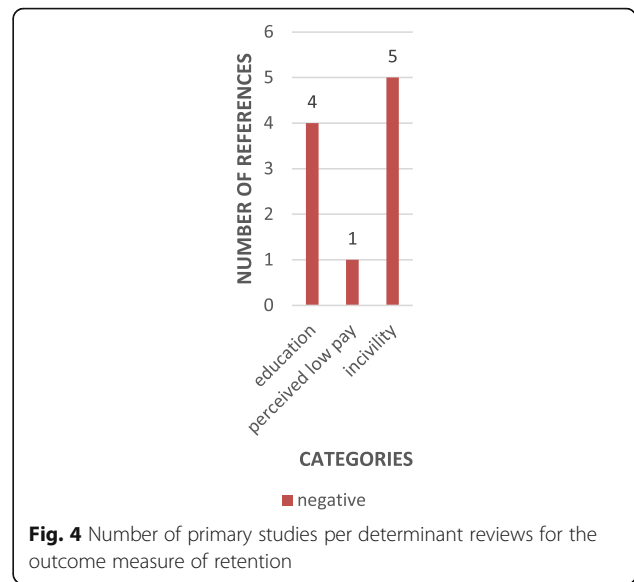 6
5
4
3
2
1
0
NUMBER OF REFERENCES
4
1
5
education
perceived low pay
incivility
CATEGORIES
negative
Fig. 4 Number of primary studies per determinant reviews for the
outcome measure of retention